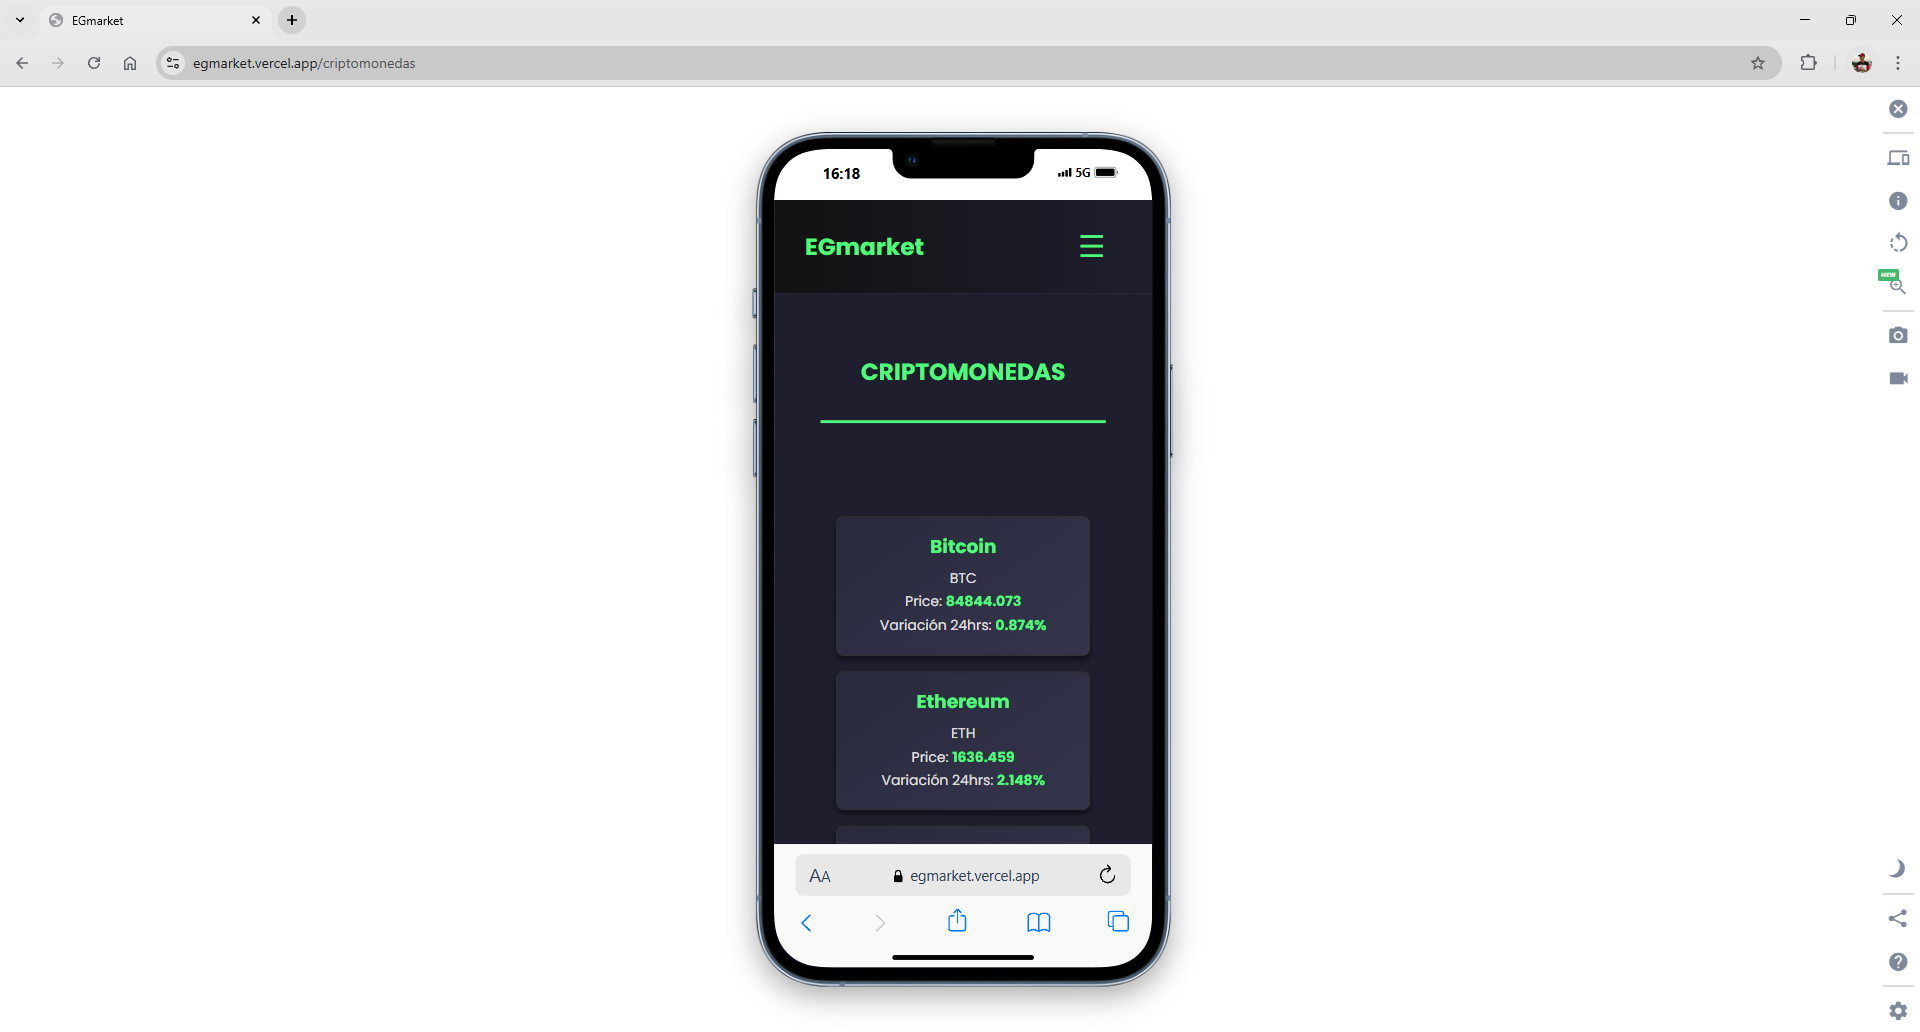 EGmarket
egmarket.vercel.app/criptomonedas
NEW
16:18
5G
EGmarket
CRIPTOMONEDAS
Bitcoin
BTC
Price: 84844.073
Variación 24hrs: 0.874%
Ethereum
ETH
Price: 1636.459
Variación 24hrs: 2.148%
AA
egmarket.vercel.app